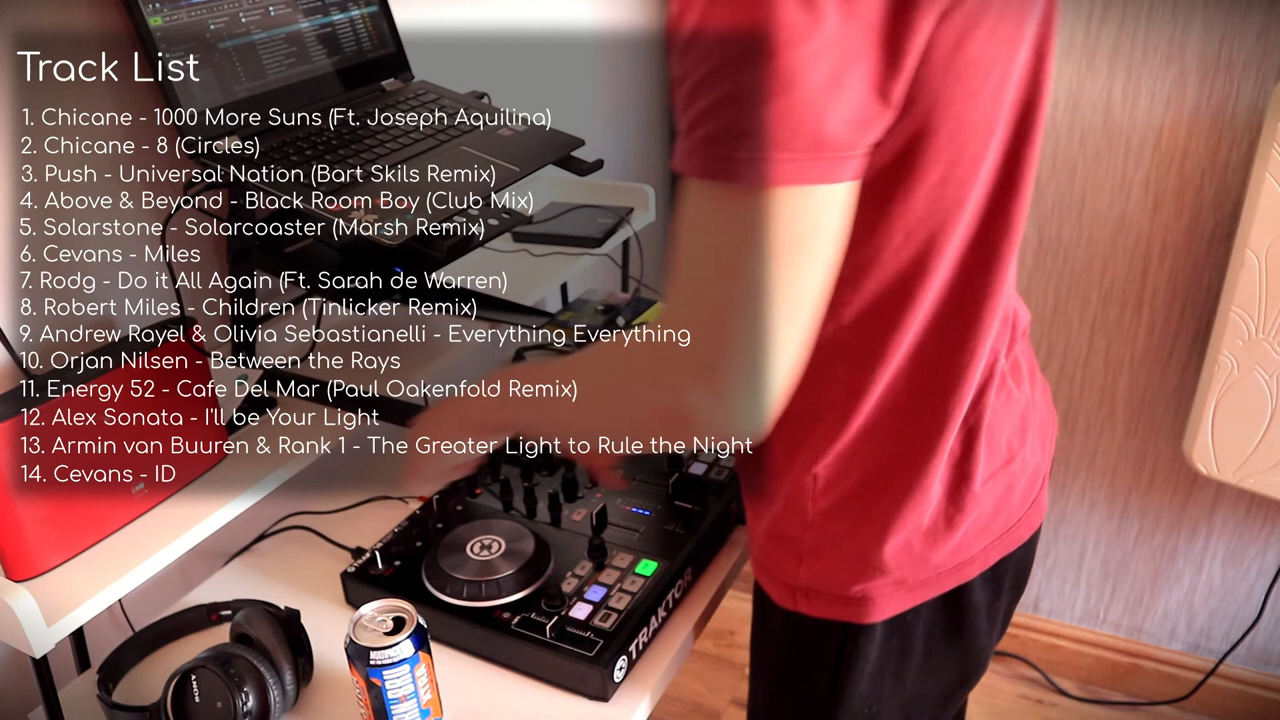 Track List
1. Chicane - 1000 More Suns (Ft. Joseph Aquilina)
2. Chicane - 8 (Circles)
3. Push - Universal Nation (Bart Skils Remix)
4. Above & Beyond - Black Room Boy (Club Mix)
5. Solarstone - Solarcoaster (Marsh Remix)
6. Cevans - Miles
7. Rodg - Do it All Again (Ft. Sarah de Warren)
8. Robert Miles - Children (Tinlicker Remix)
9. Andrew Rayel & Olivia Sebastianelli - Everything Everything
10. Orjan Nilsen - Between the Rays
11. Energy 52 - Cafe Del Mar (Paul Oakenfold Remix)
12. Alex Sonata - I'll be Your Light
13. Armin van Buuren & Rank 1 - The Greater Light to Rule the Night
14. Cevans - ID
TRAKTOR
SONY
IRN-BRU
XTRA